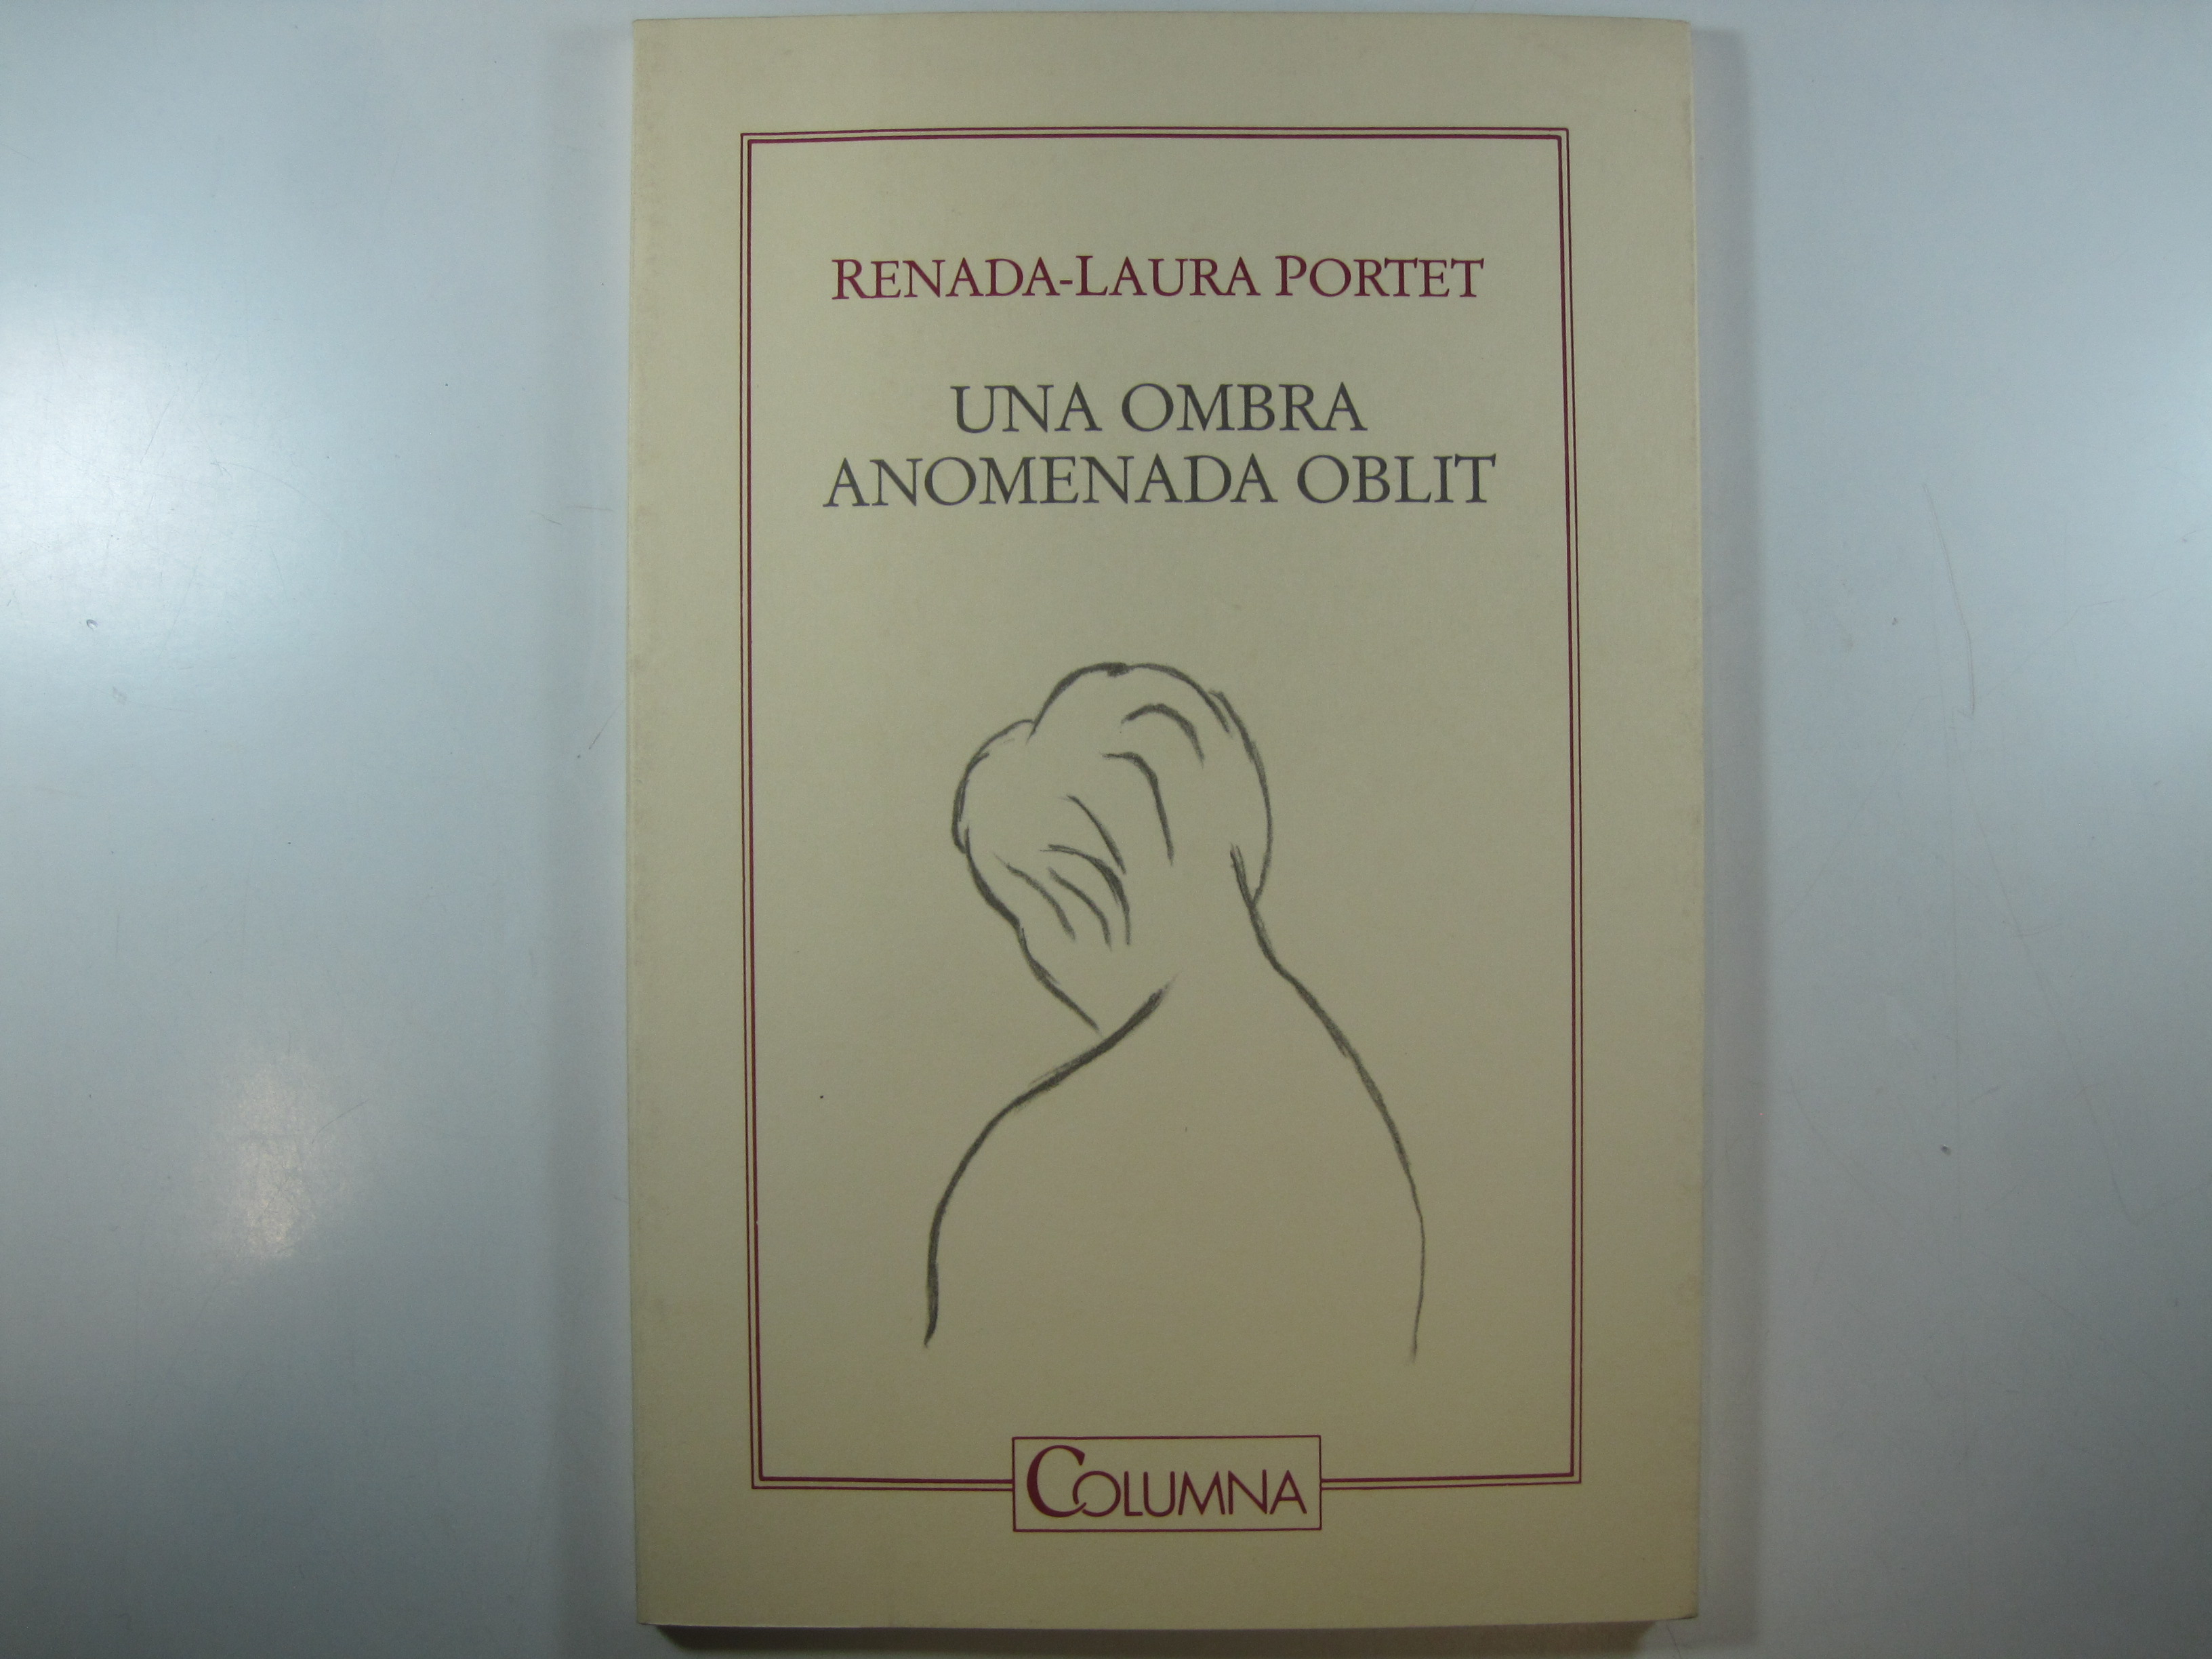 RENADA-LAURA PORTET
UNA OMBRA
ANOMENADA OBLIT
COLUMNA